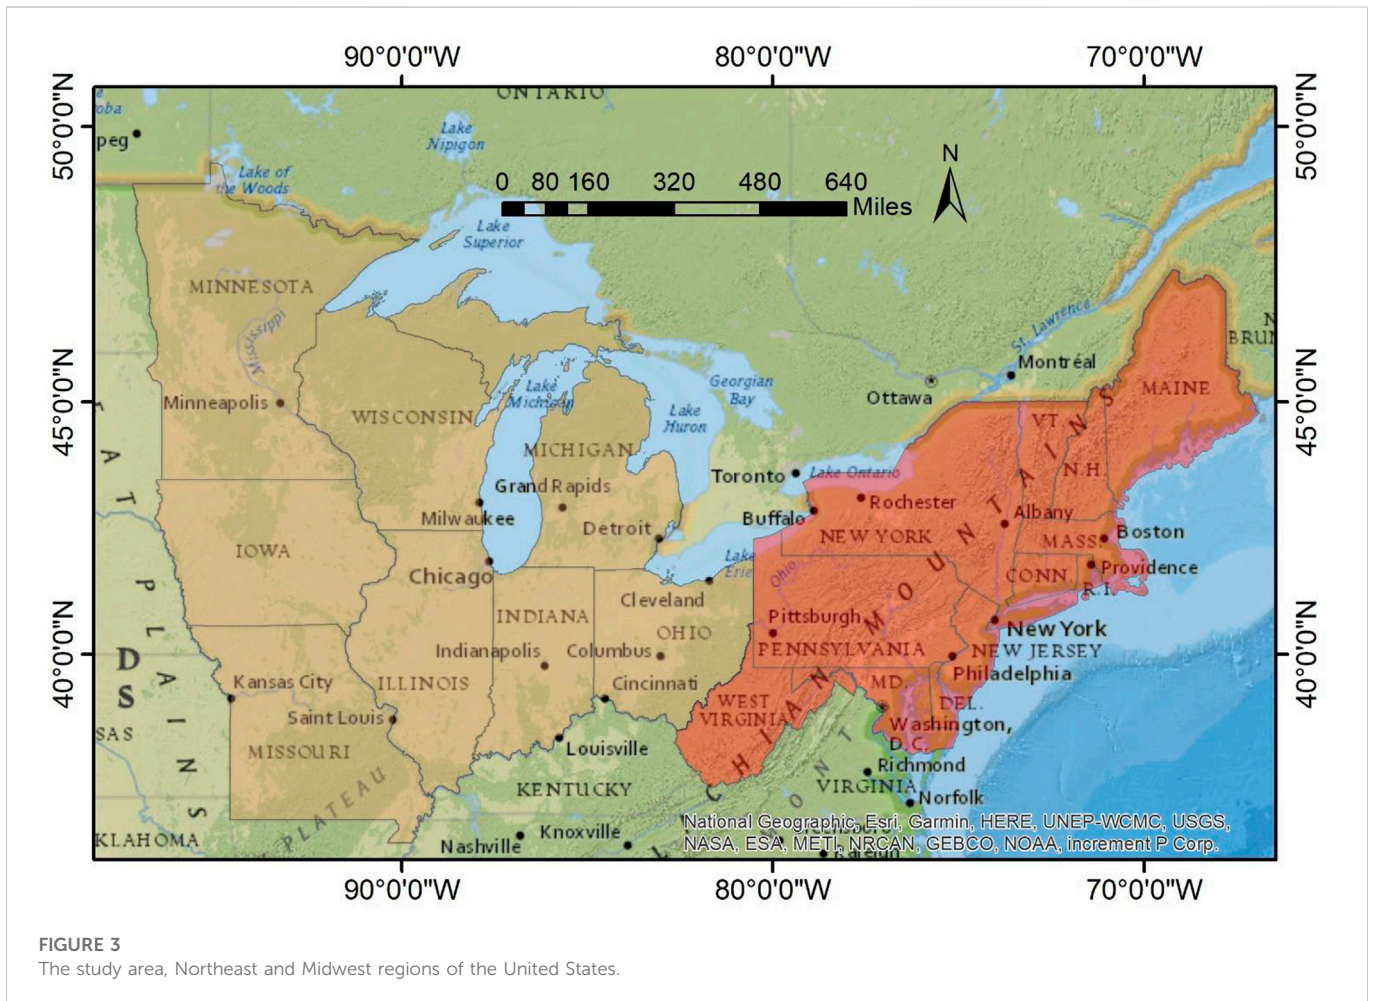 90°0'0"W 80°0'0"W 70°0'0"W
50°0'0"N
50°0'0"N
ONTARIO
oba
peg
Lake
Nipigon
N
Lake of
the Woods
0 80 160 320 480 640
Miles
Lake
Superior
MINNESOTA
Mississippi
St. Lawrence
N
BRUN
Montréal
Ottawa
45°0'0"N
45°0'0"N
Minneapolis
WISCONSIN
Lake
Michigan
Georgian
Bay
Lake
Huron
MAINE
VT.
N.H.
MICHIGAN
Toronto
Lake Ontario
Grand Rapids
Milwaukee
Detroit
Buffalo
Rochester
Albany
NEW YORK
MASS.
Boston
IOWA
Chicago
Lake
Erie
Ohio
CONN.
Providence
R.I.
Cleveland
INDIANA
OHIO
Pittsburgh
New York
Indianapolis
Columbus
PENNSYLVANIA
NEW JERSEY
Philadelphia
40°0'0"N
40°0'0"N
D
S
Kansas City
ILLINOIS
Cincinnati
WEST
VIRGINIA
MD.
DEL.
Saint Louis
Washington,
D.C.
SAS
MISSOURI
Louisville
Richmond
KENTUCKY
VIRGINIA
Norfolk
PLATEAU
PLAINS
CHIAN MOUNTAINS
KLAHOMA
Nashville
Knoxville
Raleigh
National Geographic, Esri, Garmin, HERE, UNEP-WCMC, USGS,
NASA, ESA, METI, NRCAN, GEBCO, NOAA, increment P Corp.
90°0'0"W 80°0'0"W 70°0'0"W
FIGURE 3
The study area, Northeast and Midwest regions of the United States.